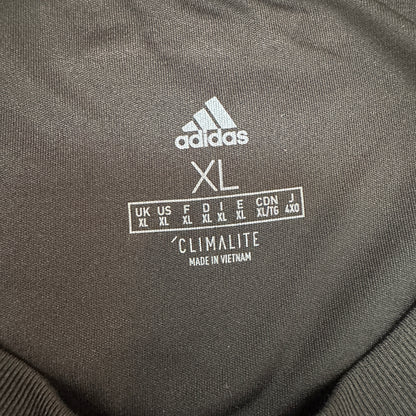 adidas
XL
UK US F D I E CDN J
XL XL XL XL XL XL XL/TG 4XO
CLIMALITE
MADE IN VIETNAM